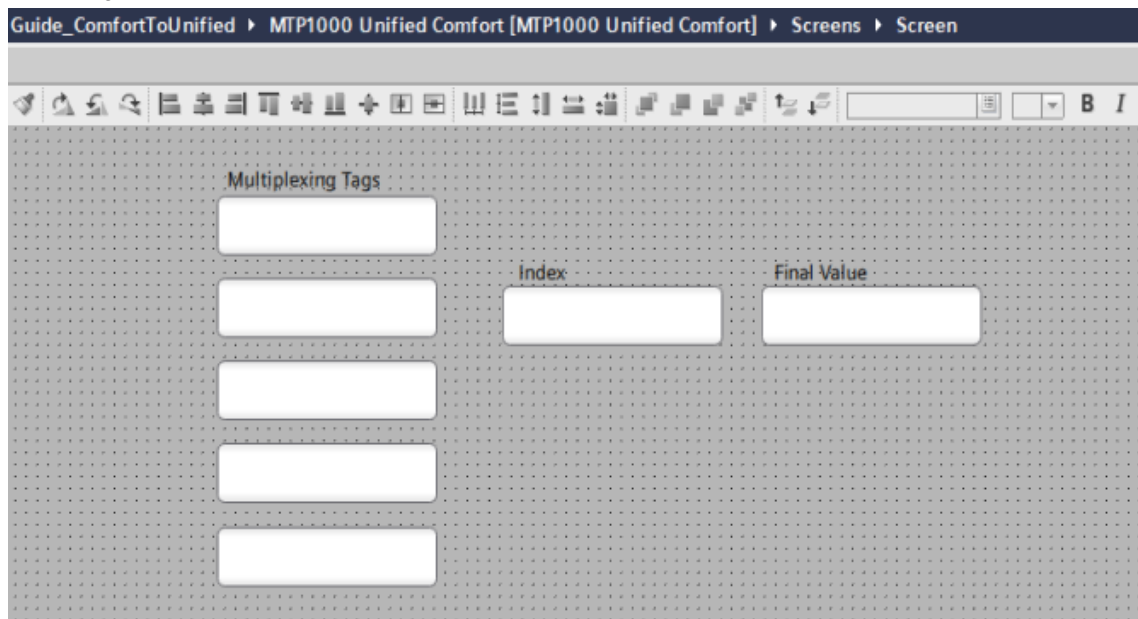 Guide_ComfortToUnified ▸ MTP1000 Unified Comfort [MTP1000 Unified Comfort] ▸ Screens ▸ Screen
B I
Multiplexing Tags
Index
Final Value